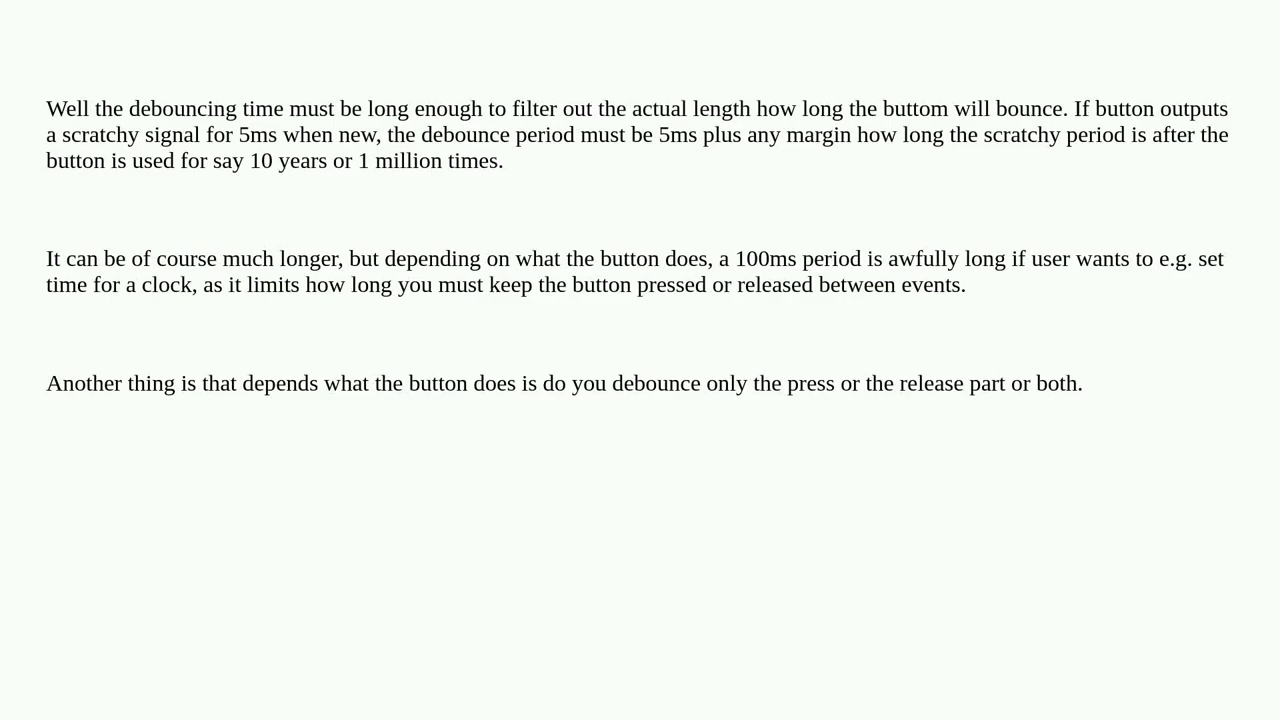 Well the debouncing time must be long enough to filter out the actual length how long the buttom will bounce. If button outputs
a scratchy signal for 5ms when new, the debounce period must be 5ms plus any margin how long the scratchy period is after the
button is used for say 10 years or 1 million times.
It can be of course much longer, but depending on what the button does, a 100ms period is awfully long if user wants to e.g. set
time for a clock, as it limits how long you must keep the button pressed or released between events.
Another thing is that depends what the button does is do you debounce only the press or the release part or both.